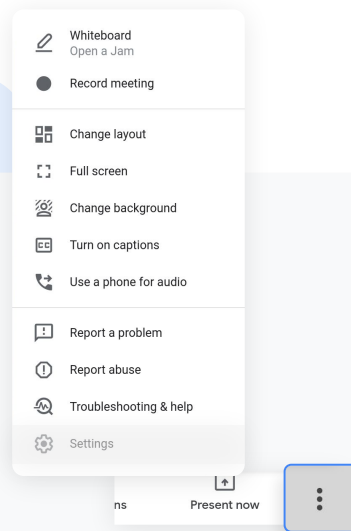 Whiteboard
Open a Jam
Record meeting
Change layout
Full screen
Change background
CC
Turn on captions
Use a phone for audio
Report a problem
Report abuse
Troubleshooting & help
Settings
ns
Present now